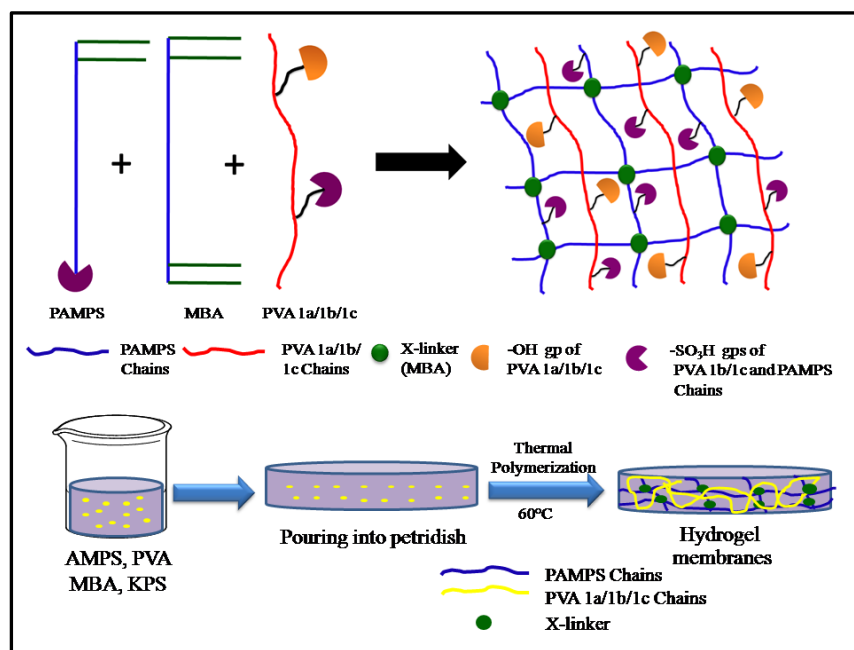 +
+
PAMPS
MBA
PVA 1a/1b/1c
PAMPS
Chains
PVA 1a/1b/
1c Chains
X-linker
(MBA)
-OH gp of
PVA 1a/1b/1c
-SO₃H gps of
PVA 1b/1c and PAMPS
Chains
AMPS, PVA
MBA, KPS
Pouring into petridish
Thermal
Polymerization
60°C
Hydrogel
membranes
PAMPS Chains
PVA 1a/1b/1c Chains
X-linker